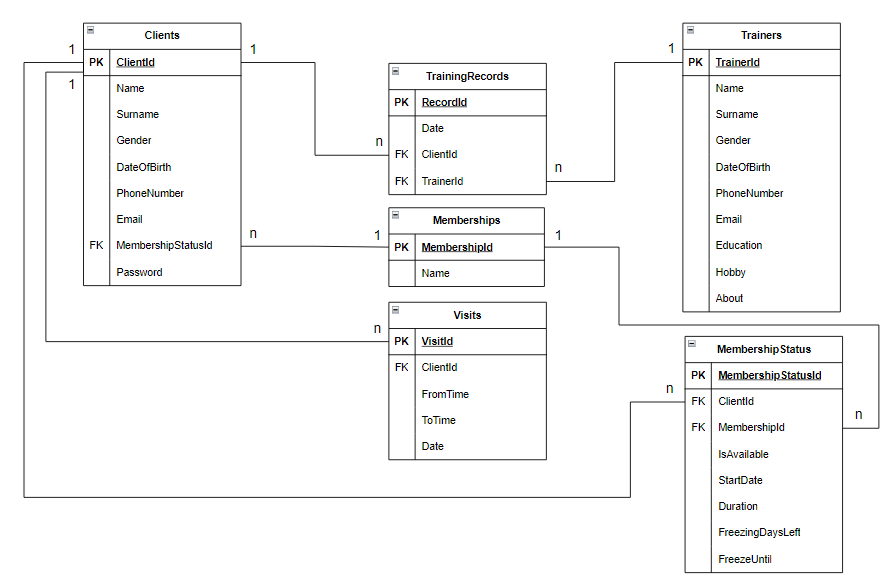 Clients
PK ClientId
Name
Surname
Gender
DateOfBirth
PhoneNumber
Email
FK MembershipStatusId
Password
1
1
1
n
TrainingRecords
PK RecordId
Date
FK ClientId
FK TrainerId
n
n
Memberships
PK MembershipId
Name
1
1
Visits
PK VisitId
FK ClientId
FromTime
ToTime
Date
n
Trainers
PK TrainerId
Name
Surname
Gender
DateOfBirth
PhoneNumber
Email
Education
Hobby
About
1
MembershipStatus
PK MembershipStatusId
FK ClientId
FK MembershipId
IsAvailable
StartDate
Duration
FreezingDaysLeft
FreezeUntil
n
n